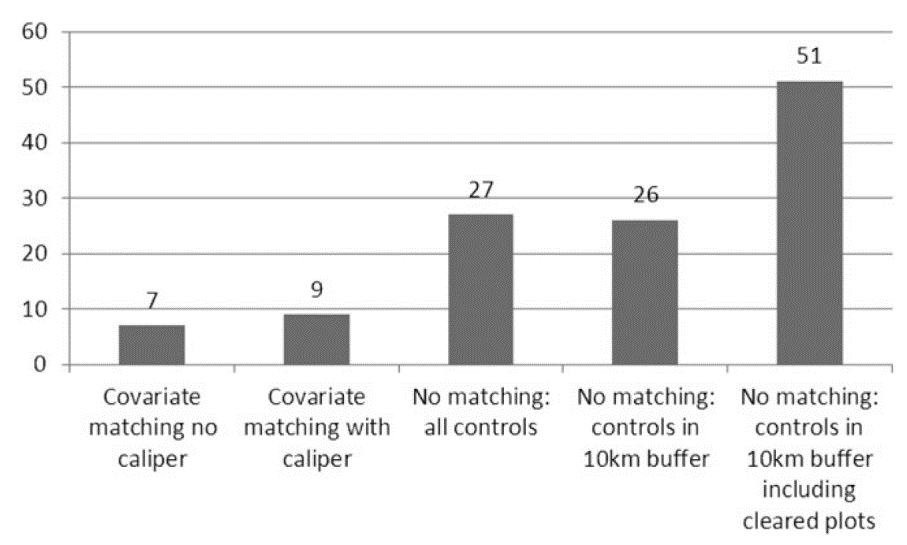 60
50
40
30
20
10
0
7
9
27
26
51
Covariate
matching no
caliper
Covariate
matching with
caliper
No matching:
all controls
No matching:
controls in
10km buffer
No matching:
controls in
10km buffer
including
cleared plots